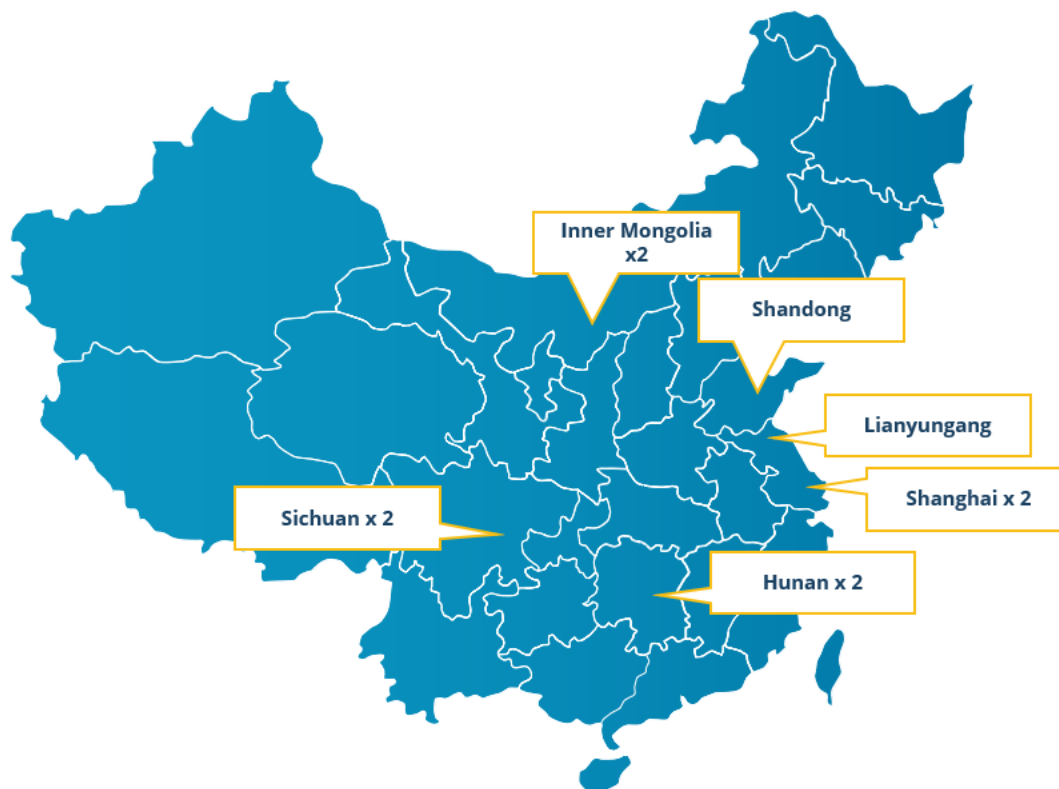 Inner Mongolia
x2
Shandong
Lianyungang
Shanghai x 2
Sichuan x 2
Hunan x 2